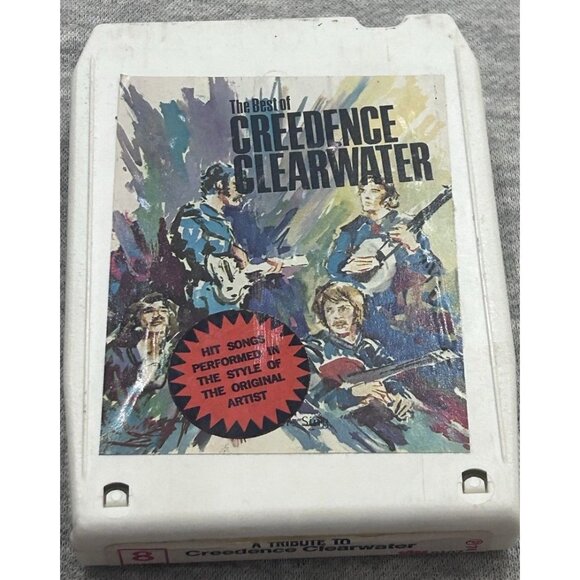 The Best of
CREEDENCE
CLEARWATER
HIT SONGS
PERFORMED IN
THE STYLE OF
THE ORIGINAL
ARTIST
8
A TRIBUTE TO
Creedence Clearwater